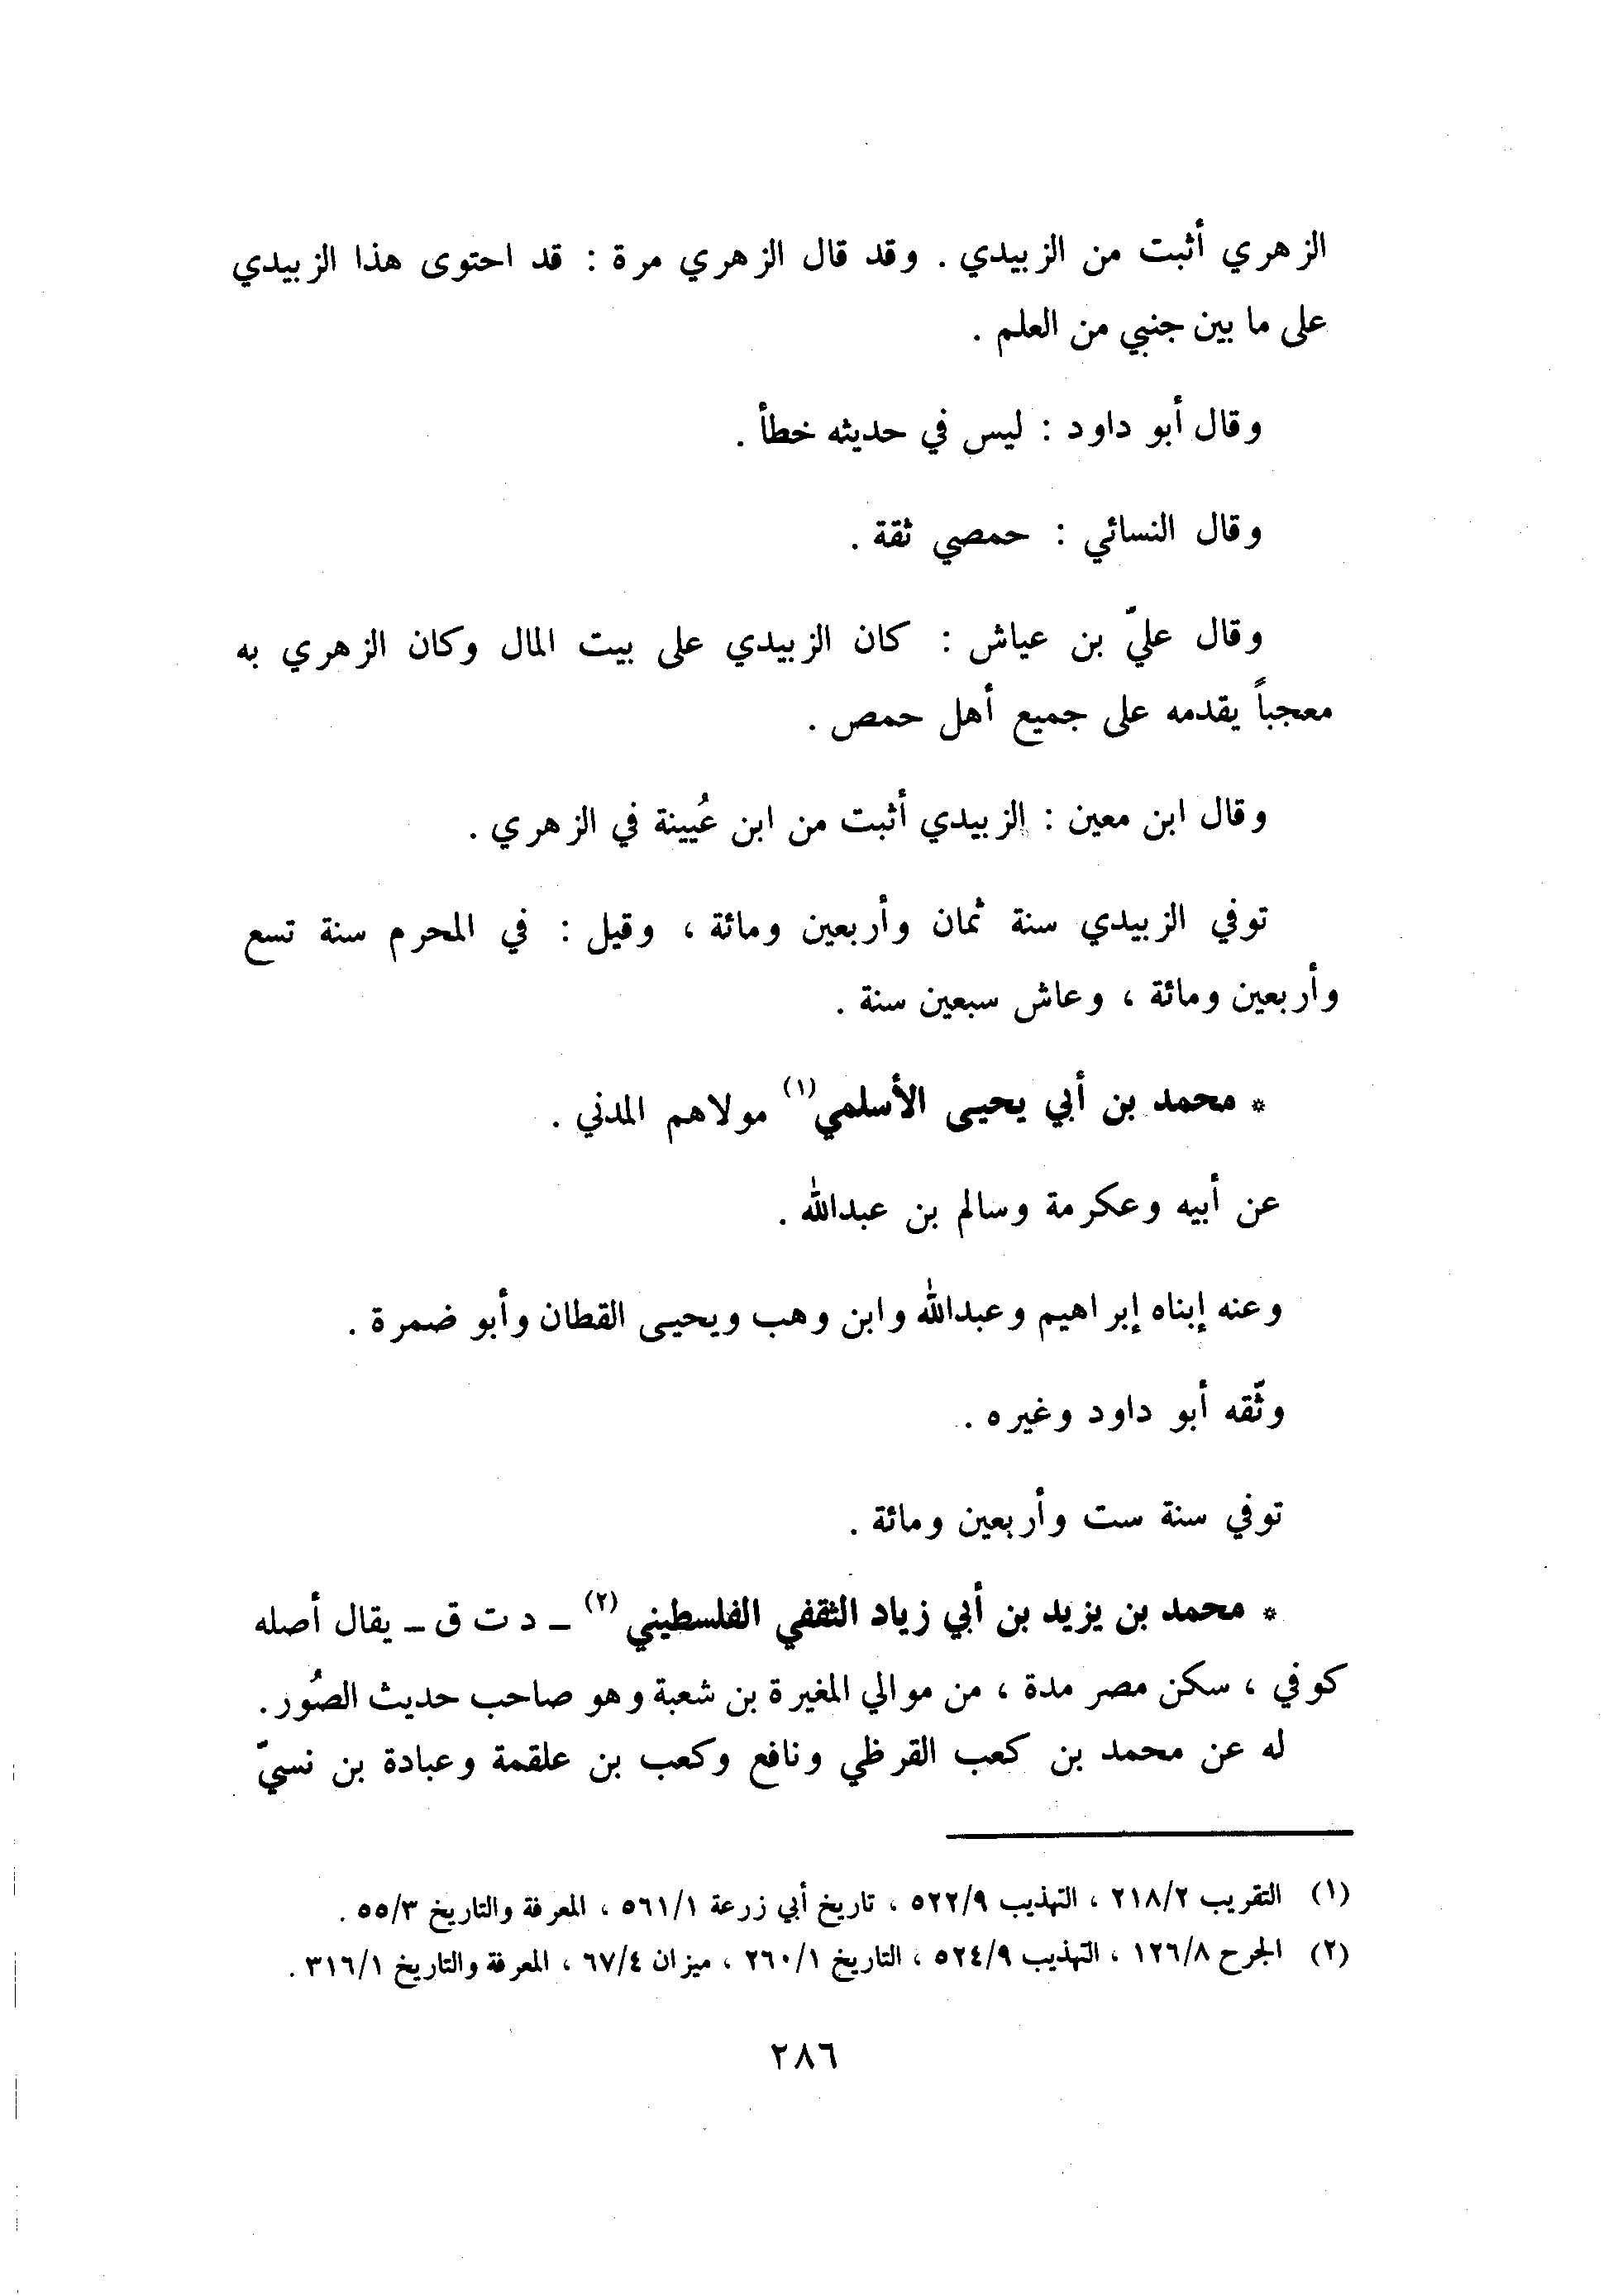 الزهري أثبت من الزبيدي . وقد قال الزهري مرة : قد احتوى هذا الزبيدي
على ما بين جنبي من العلم .
وقال أبو داود : ليس في حديثه خطأ .
وقال النسائي : حمصي ثقة .
وقال عليّ بن عياش : كان الزبيدي على بيت المال وكان الزهري به
معجباً يقدمه على جميع أهل حمص .
وقال ابن معين : الزبيدي أثبت من ابن عُيينة في الزهري .
توفي الزبيدي سنة ثمان وأربعين ومائة ، وقيل : في المحرم سنة تسع
وأربعين ومائة ، وعاش سبعين سنة .
* محمد بن أبي يحيى الأسلمي(١) مولاهم المدني .
عن أبيه وعكرمة وسالم بن عبدالله .
وعنه إبناه إبراهيم وعبدالله وابن وهب ويحيى القطان وأبو ضمرة .
وثّقه أبو داود وغيره .
توفي سنة ست وأربعين ومائة .
* محمد بن يزيد بن أبي زياد الثقفي الفلسطيني(٢) ـ د ت ق ـ يقال أصله
كوفي ، سكن مصر مدة ، من موالي المغيرة بن شعبة وهو صاحب حديث الصُور .
له عن محمد بن كعب القرظي ونافع وكعب بن علقمة وعبادة بن نسيّ
(١) التقريب ٢١٨/٢ ، التهذيب ٥٢٢/٩ ، تاريخ أبي زرعة ٥٦١/١ ، المعرفة والتاريخ ٥٥/٣ .
(٢) الجرح ١٢٦/٨ ، التهذيب ٥٢٤/٩ ، التاريخ ٢٦٠/١ ، ميزان ٦٧/٤ ، المعرفة والتاريخ ٣١٦/١ .
٢٨٦